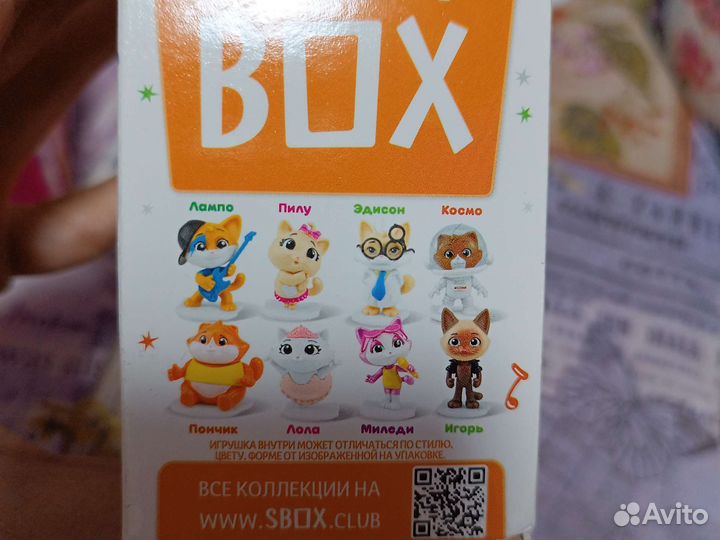 BOX
Лампо Пилу Эдисон Космо
Пончик Лола Миледи Игорь
ИГРУШКА ВНУТРИ МОЖЕТ ОТЛИЧАТЬСЯ ПО СТИЛЮ,
ЦВЕТУ, ФОРМЕ ОТ ИЗОБРАЖЕННОЙ НА УПАКОВКЕ.
ВСЕ КОЛЛЕКЦИИ НА
WWW.SBOX.CLUB
Avito